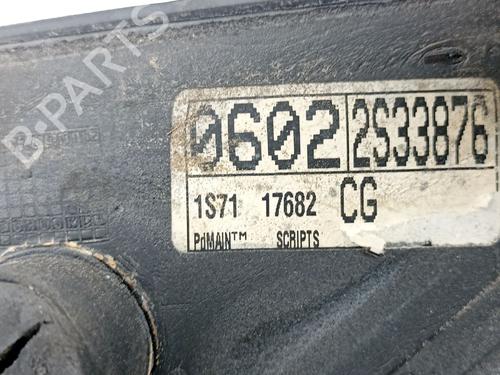 0602 2S33876
1S71 17682 CG
PdMAIN™ SCRIPTS
B-PARTS